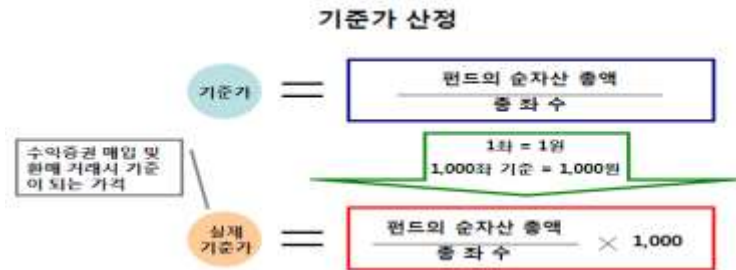 기준가 산정
기준가
펀드의 순자산 총액
총 좌 수
수익증권 매입 및
환매 거래시 기준
이 되는 가격
1좌 = 1원
1,000좌 기준 = 1,000원
실제
기준가
펀드의 순자산 총액
총 좌 수
× 1,000